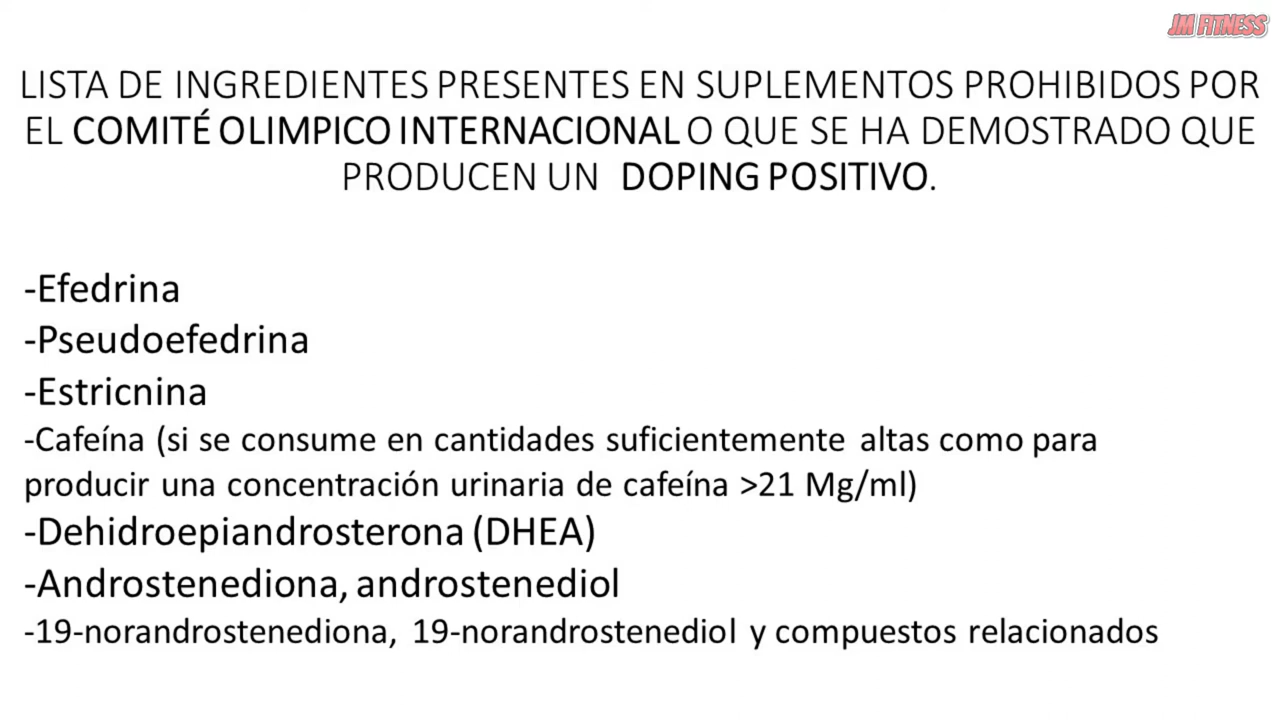 JM FITNESS
LISTA DE INGREDIENTES PRESENTES EN SUPLEMENTOS PROHIBIDOS POR
EL COMITÉ OLIMPICO INTERNACIONAL O QUE SE HA DEMOSTRADO QUE
PRODUCEN UN DOPING POSITIVO.
-Efedrina
-Pseudoefedrina
-Estricnina
-Cafeína (si se consume en cantidades suficientemente altas como para
producir una concentración urinaria de cafeína >21 Mg/ml)
-Dehidroepiandrosterona (DHEA)
-Androstenediona, androstenediol
-19-norandrostenediona, 19-norandrostenediol y compuestos relacionados